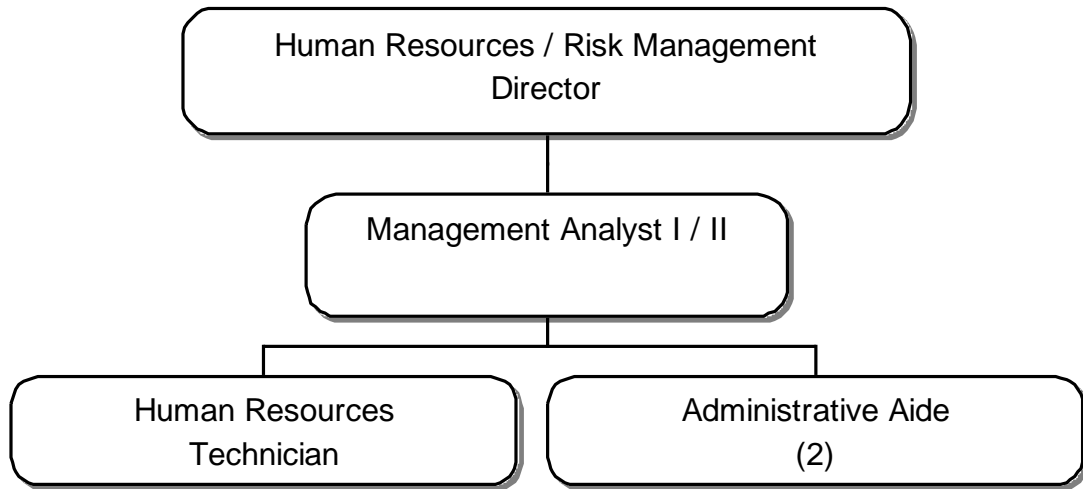 Human Resources / Risk Management
Director
Management Analyst I / II
Human Resources
Technician
Administrative Aide
(2)